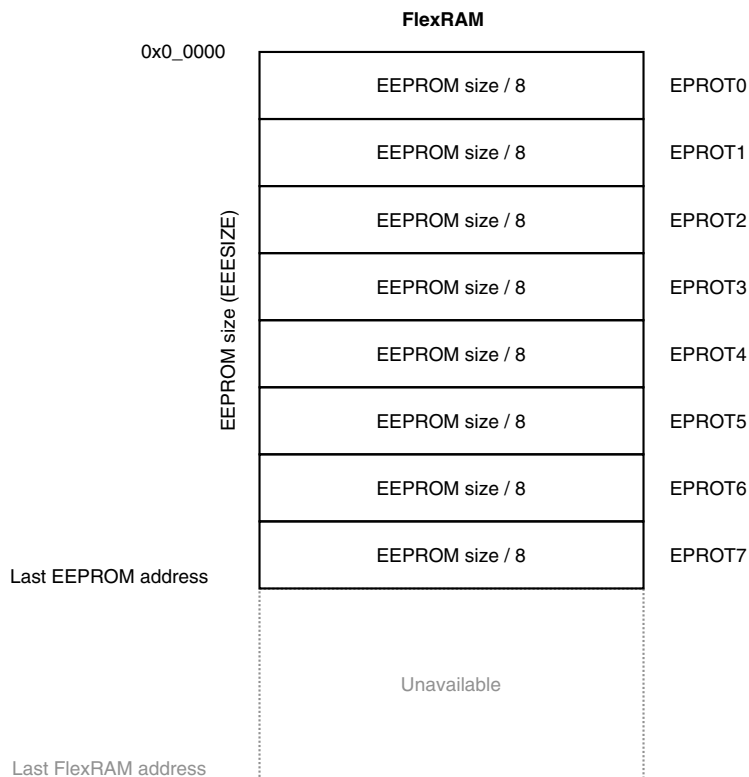 FlexRAM
0x0_0000
EEPROM size / 8 EPROT0
EEPROM size / 8 EPROT1
EEPROM size / 8 EPROT2
EEPROM size / 8 EPROT3
EEPROM size (EEESIZE)
EEPROM size / 8 EPROT4
EEPROM size / 8 EPROT5
EEPROM size / 8 EPROT6
EEPROM size / 8 EPROT7
Last EEPROM address
Unavailable
Last FlexRAM address